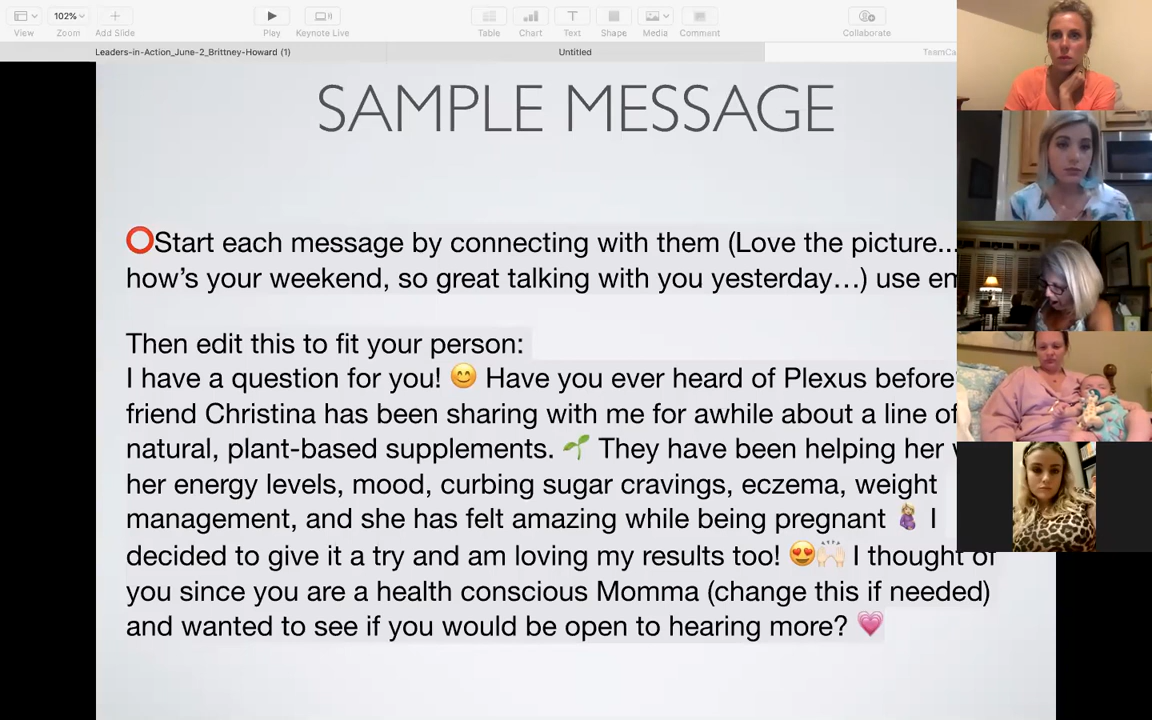 102%
View
Zoom
Add Slide
Play
Keynote Live
Table
Chart
Text
Shape
Media
Comment
Collaborate
Leaders-in-Action_June-2_Brittney-Howard (1)
Untitled
SAMPLE MESSAGE
⭕Start each message by connecting with them (Love the picture...
how’s your weekend, so great talking with you yesterday…) use
Then edit this to fit your person:
I have a question for you! 😊 Have you ever heard of Plexus before
friend Christina has been sharing with me for awhile about a line of
natural, plant-based supplements. 🌱 They have been helping her
her energy levels, mood, curbing sugar cravings, eczema, weight
management, and she has felt amazing while being pregnant 🤰🏼 I
decided to give it a try and am loving my results too! 😍🙌🏻 I thought of
you since you are a health conscious Momma (change this if needed)
and wanted to see if you would be open to hearing more? 💗